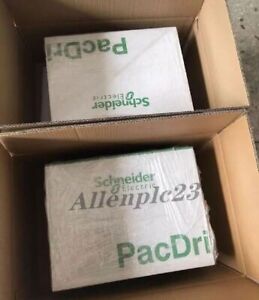 PacDri
Schneider
Electric
Schneider
Electric
Allenplc23
PacDri